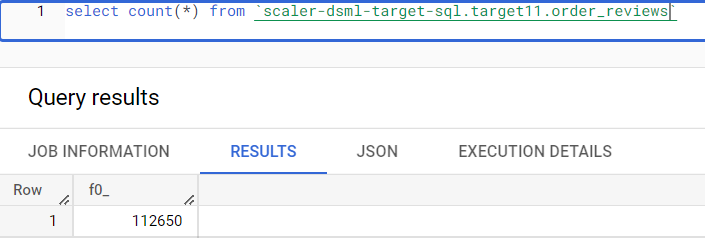 1 select count(*) from `scaler-dsml-target-sql.target11.order_reviews`
Query results
JOB INFORMATION RESULTS JSON EXECUTION DETAILS
Row f0_
1 112650